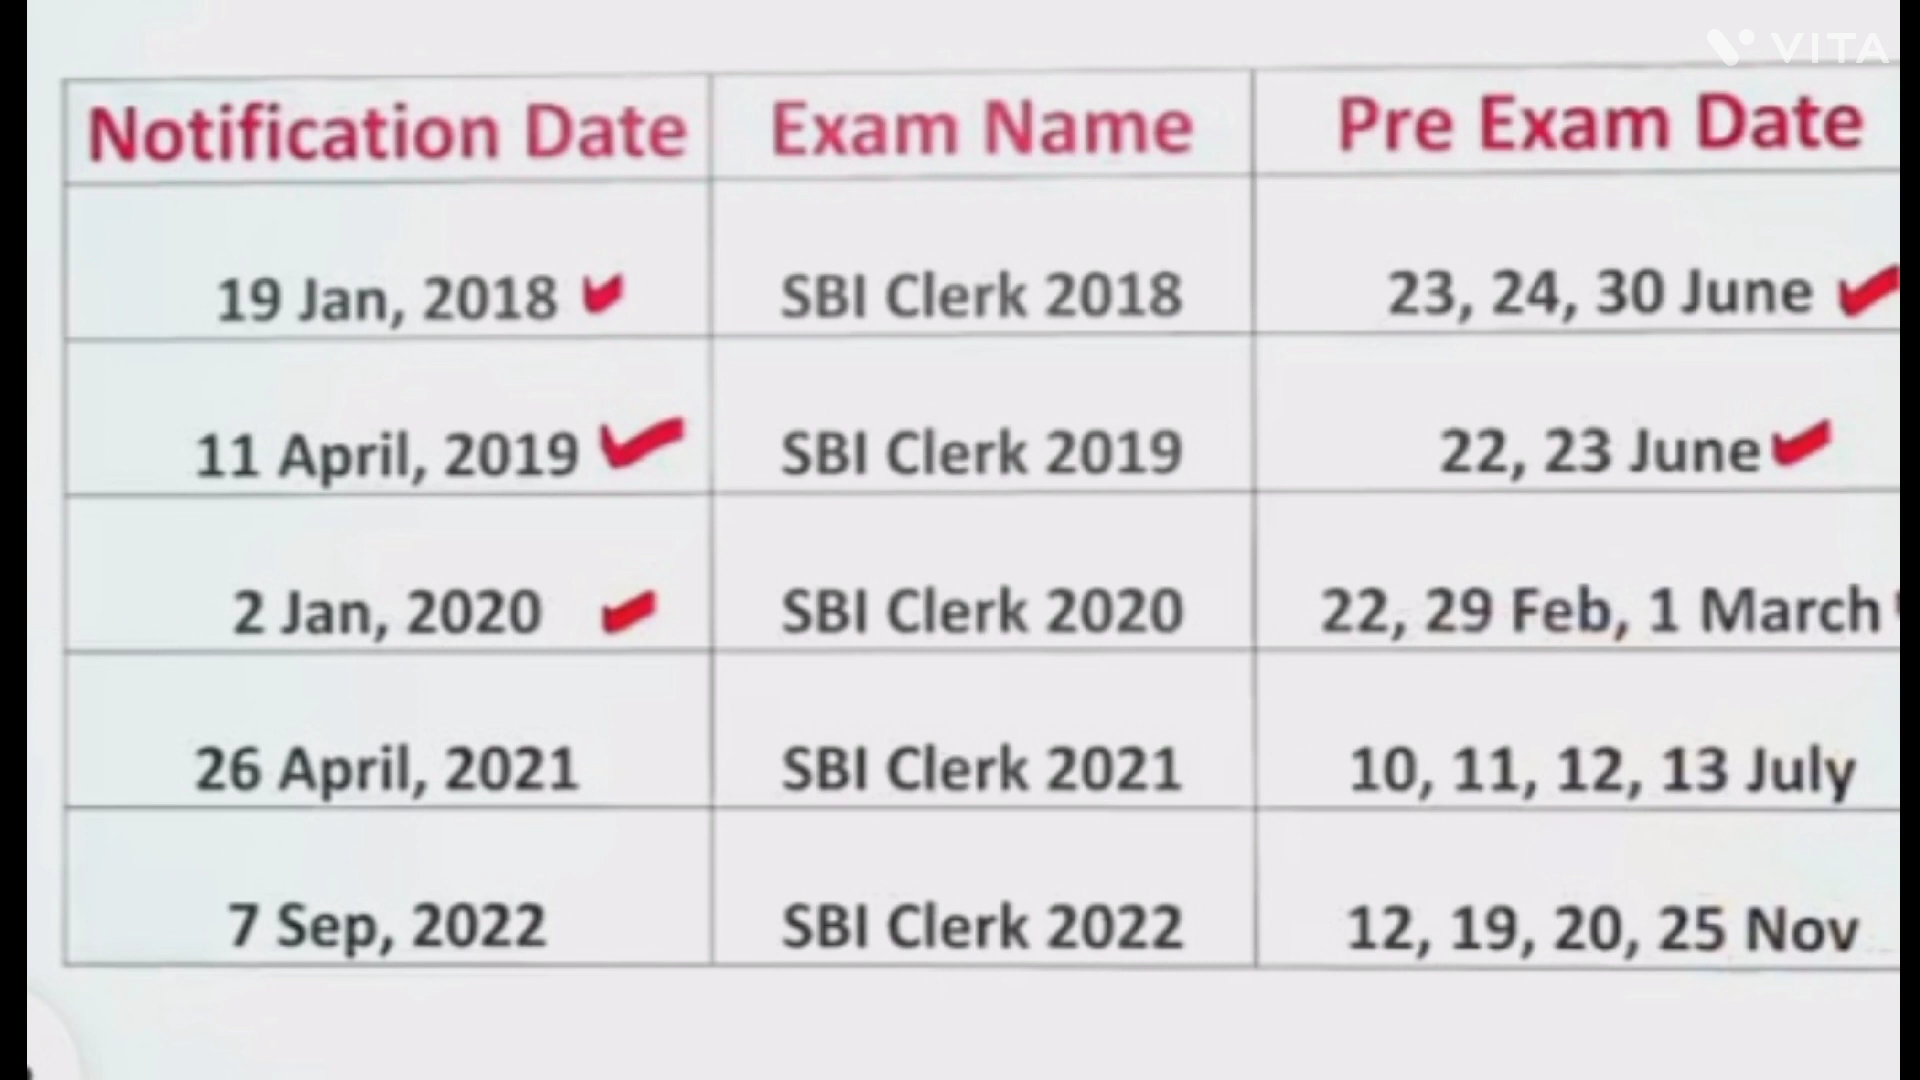 VITA
Notification Date Exam Name Pre Exam Date
19 Jan, 2018 SBI Clerk 2018 23, 24, 30 June
11 April, 2019 SBI Clerk 2019 22, 23 June
2 Jan, 2020 SBI Clerk 2020 22, 29 Feb, 1 March
26 April, 2021 SBI Clerk 2021 10, 11, 12, 13 July
7 Sep, 2022 SBI Clerk 2022 12, 19, 20, 25 Nov